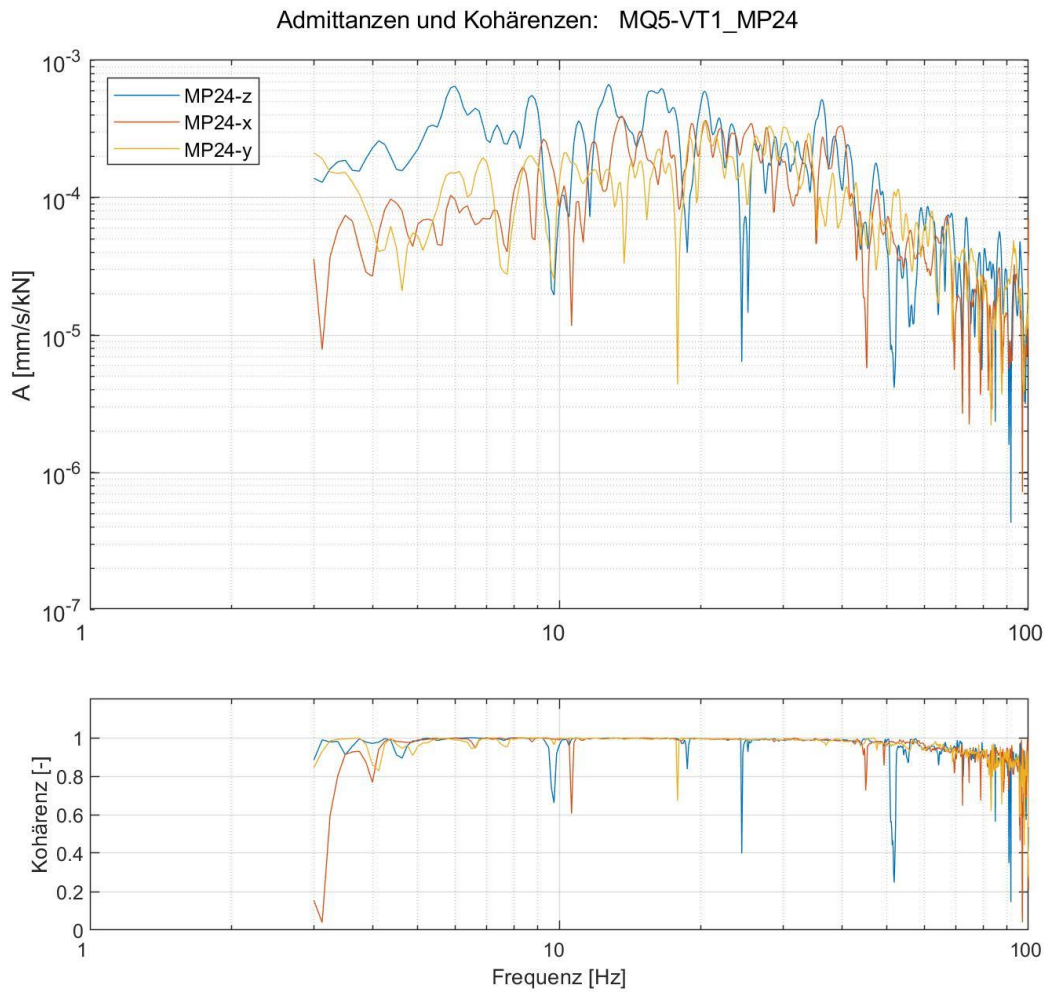 Admittanzen und Kohärenzen: MQ5-VT1_MP24
10-3
MP24-z
MP24-x
MP24-y
10-4
A [mm/s/kN]
10-5
10-6
10-7
1 10 100
1
0.8
Kohärenz [-]
0.6
0.4
0.2
0
1 10 100
Frequenz [Hz]